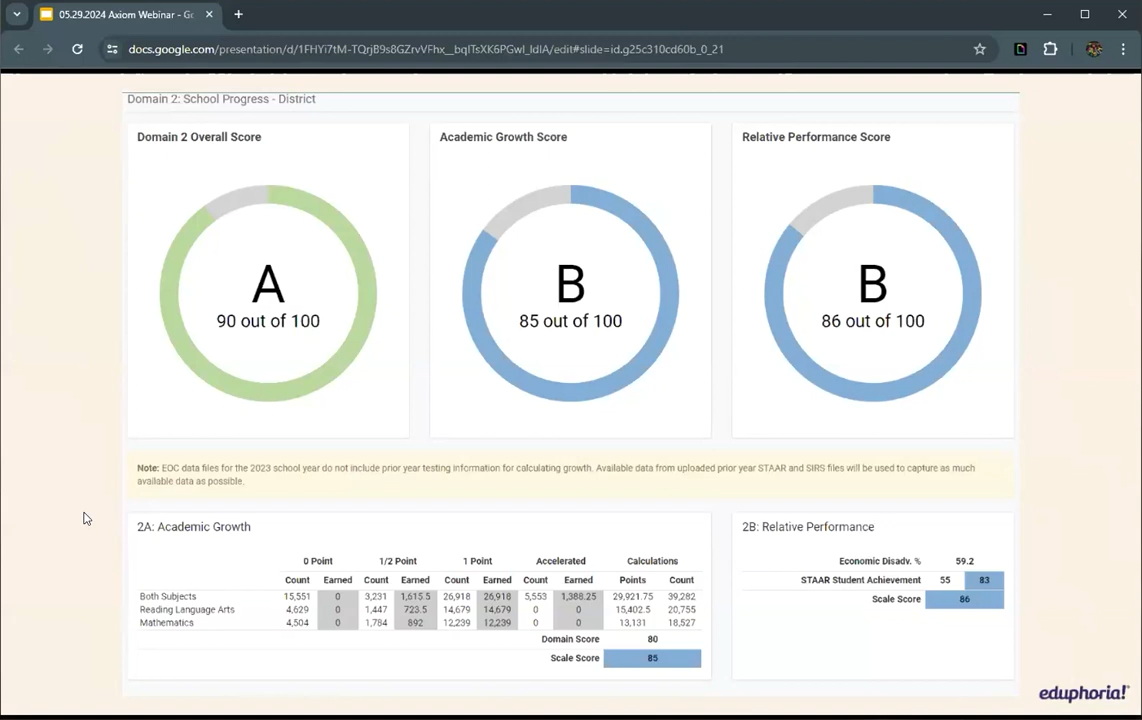 05.29.2024 Axiom Webinar - Go
docs.google.com/presentation/d/
Domain 2: School Progress - District
Domain 2 Overall Score
Academic Growth Score
Relative Performance Score
A
B
B
90 out of 100
85 out of 100
86 out of 100
Note: EOC data files for the 2023 school year do not include prior year testing information for calculating growth. Available data from uploaded prior year STAAR and SIRS files will be used to capture as much
available data as possible.
2A: Academic Growth
0 Point 1/2 Point 1 Point Accelerated Calculations
Count Earned Count Earned Count Earned Count Earned Points Count
Both Subjects 15,551 0 3,231 1,615.5 26,918 26,918 5,553 1,388.25 29,921.75 39,282
Reading Language Arts 4,629 0 1,447 723.5 14,679 14,679 0 0 15,402.5 20,755
Mathematics 4,504 0 1,784 892 12,239 12,239 0 0 13,131 18,527
Domain Score 80
Scale Score 85
2B: Relative Performance
Economic Disadv. % 59.2
STAAR Student Achievement 55 83
Scale Score 86
eduphoria!